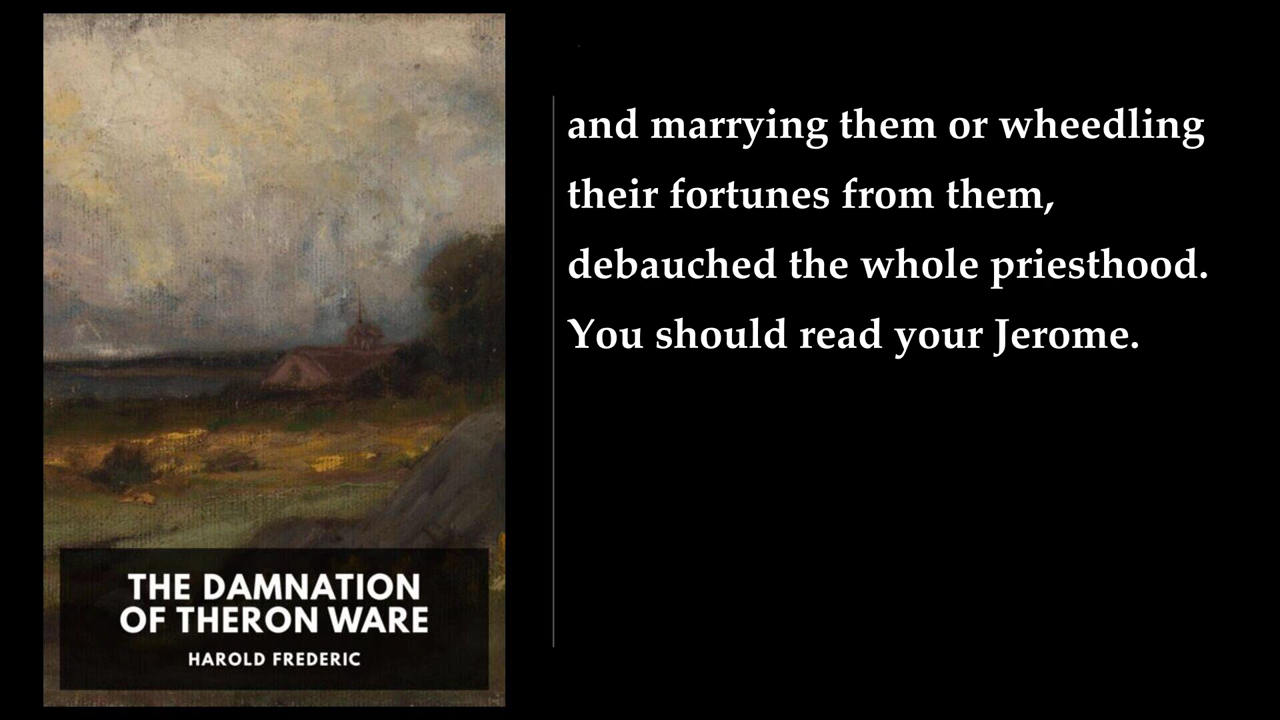 THE DAMNATION
OF THERON WARE
HAROLD FREDERIC
and marrying them or wheedling
their fortunes from them,
debauched the whole priesthood.
You should read your Jerome.